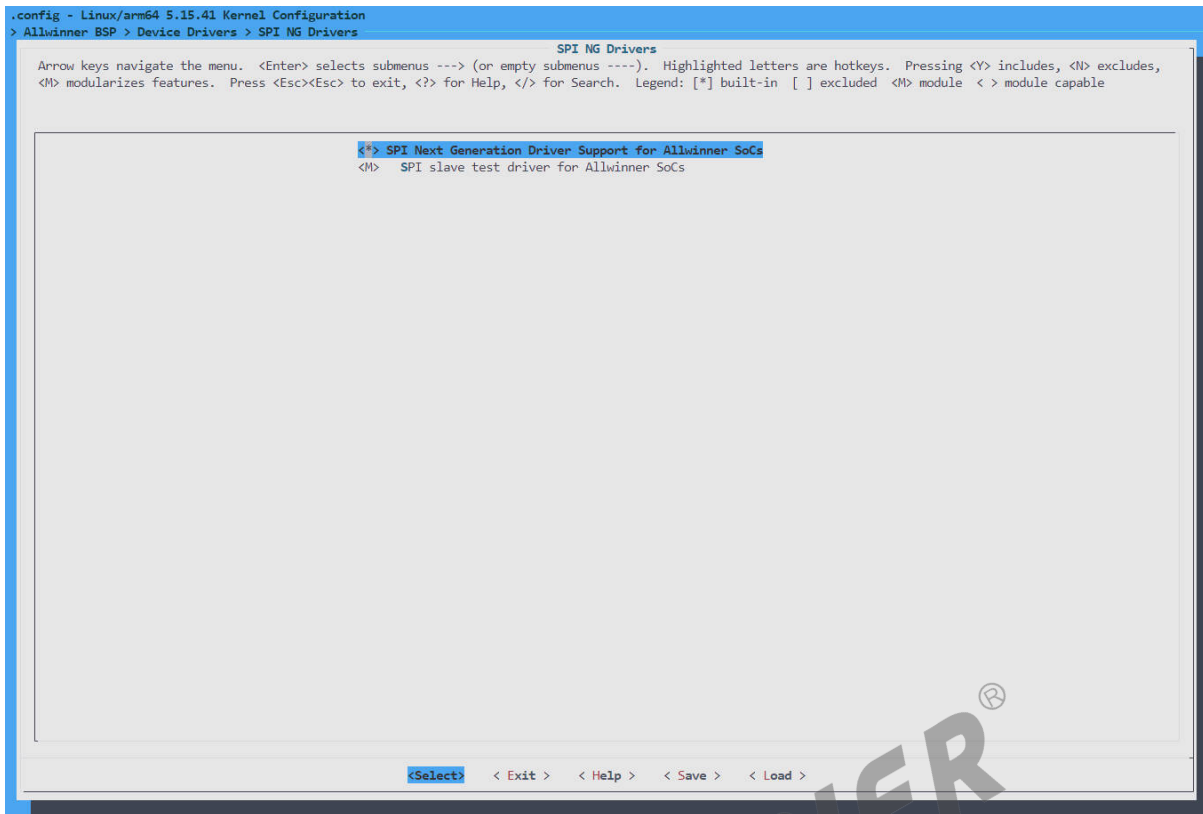 .config - Linux/arm64 5.15.41 Kernel Configuration
> Allwinner BSP > Device Drivers > SPI NG Drivers
SPI NG Drivers
Arrow keys navigate the menu. <Enter> selects submenus ---> (or empty submenus ----). Highlighted letters are hotkeys. Pressing <Y> includes, <N> excludes,
<M> modularizes features. Press <Esc><Esc> to exit, <?> for Help, </> for Search. Legend: [*] built-in [ ] excluded <M> module < > module capable
<*> SPI Next Generation Driver Support for Allwinner SoCs
<M> SPI slave test driver for Allwinner SoCs
<Select> < Exit > < Help > < Save > < Load >